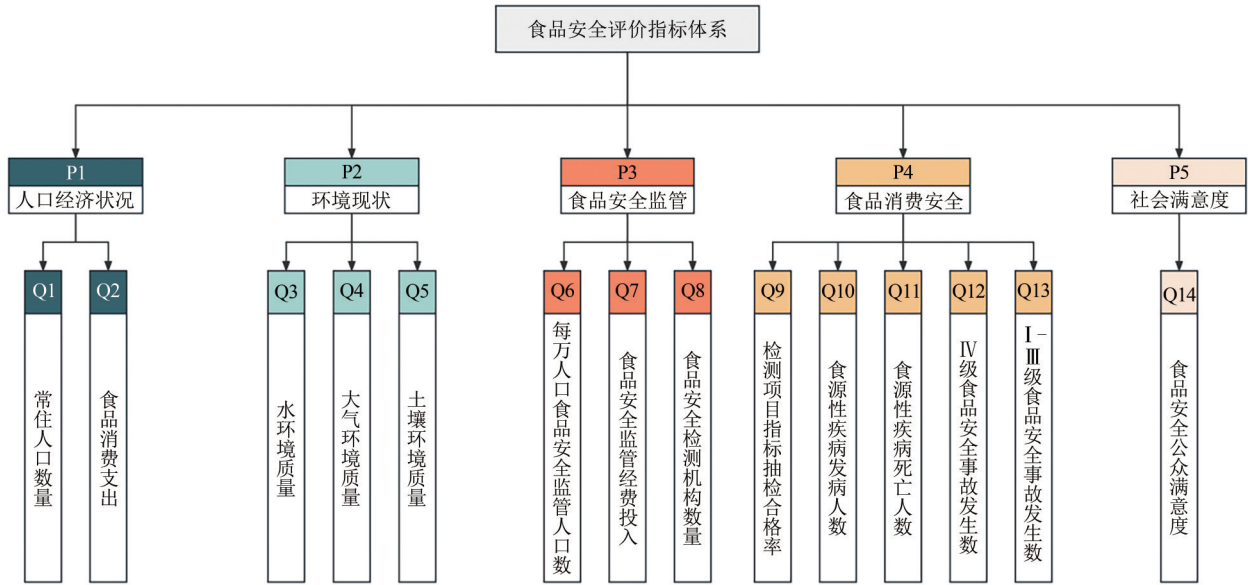 食品安全评价指标体系
P1
人口经济状况
P2
环境现状
P3
食品安全监管
P4
食品消费安全
P5
社会满意度
Q1
常住人口数量
Q2
食品消费支出
Q3
水环境质量
Q4
大气环境质量
Q5
土壤环境质量
Q6
每万人口食品安全监管人口数
Q7
食品安全监管经费投入
Q8
食品安全检测机构数量
Q9
检测项目指标抽检合格率
Q10
食源性疾病发病人数
Q11
食源性疾病死亡人数
Q12
Ⅳ级食品安全事故发生数
Q13
Ⅰ-Ⅲ级食品安全事故发生数
Q14
食品安全公众满意度